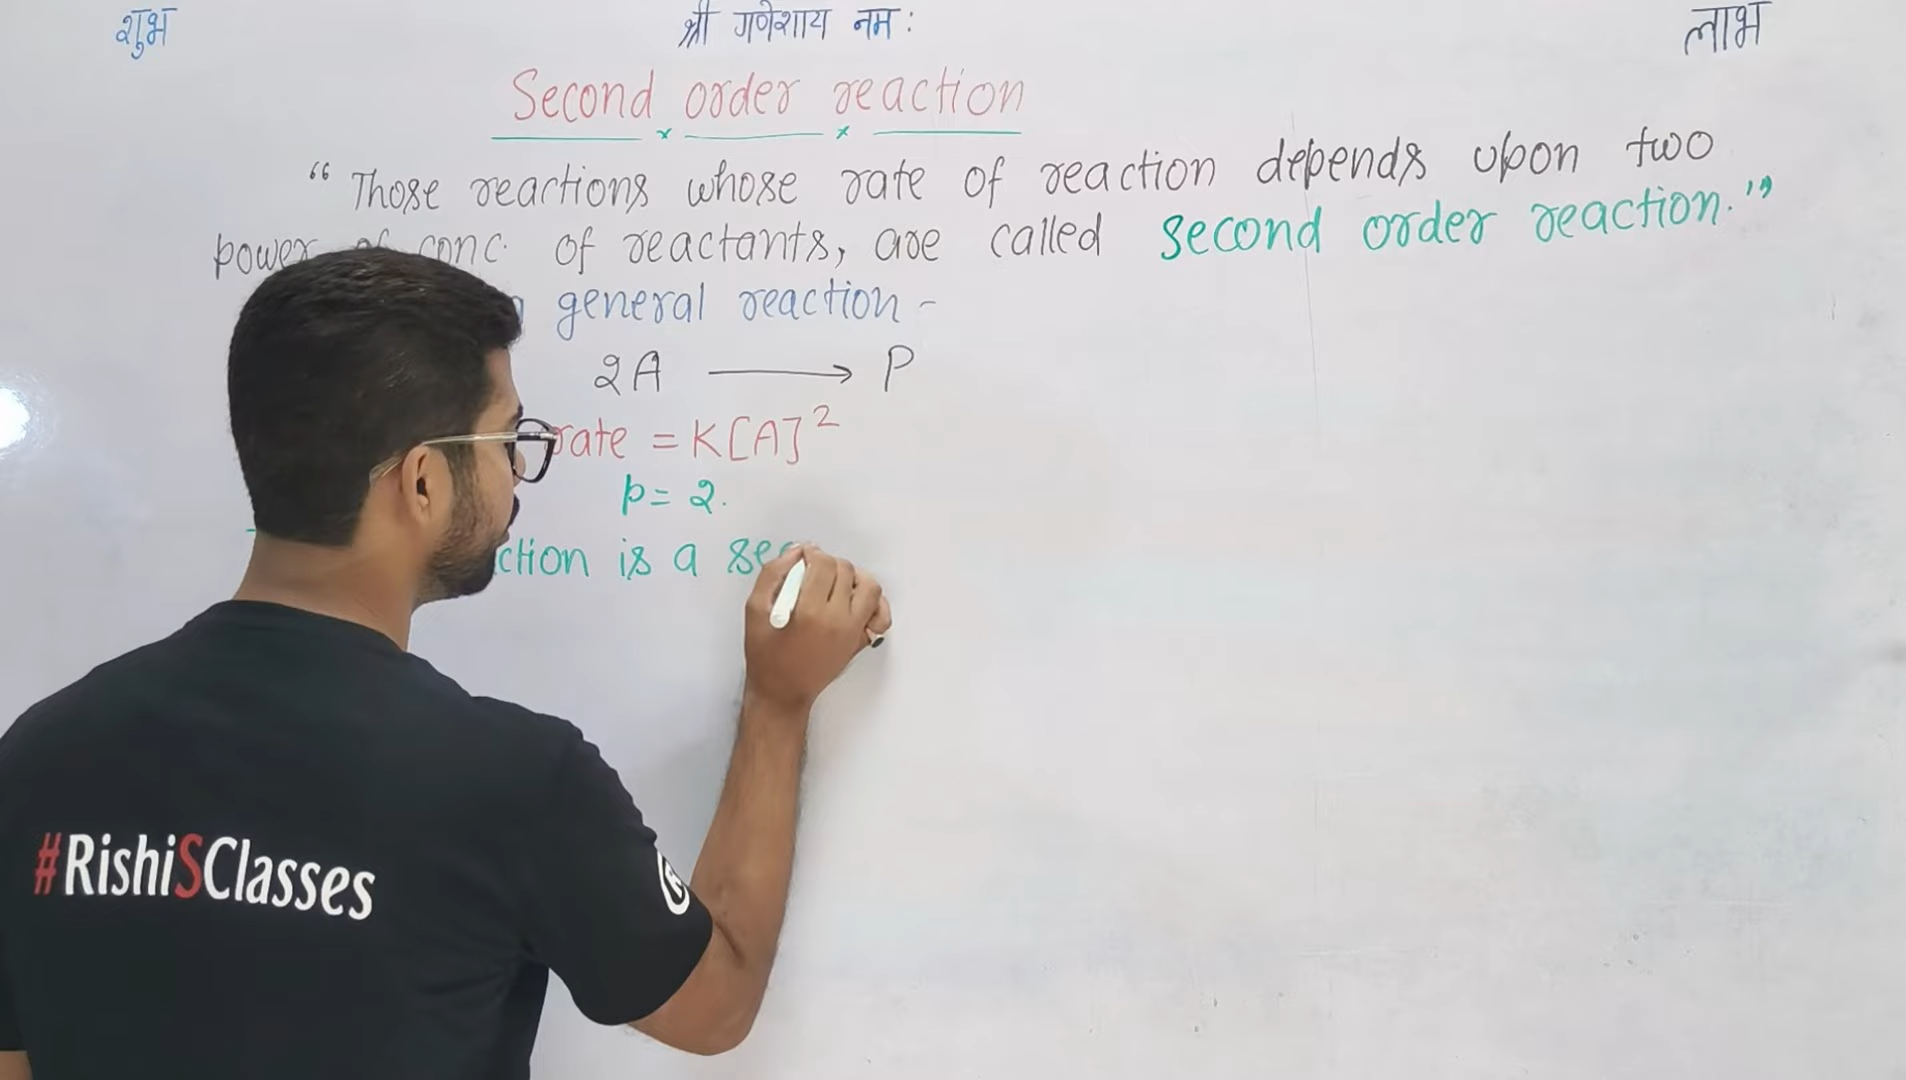 शुभ श्री गणेशाय नमः लाभ
Second order reaction
“ Those reactions whose rate of reaction depends upon two
power of conc. of reactants, are called second order reaction.”
general reaction -
2A ⟶ P
rate = K[A]²
p = 2.
ction is a sec
#RishiSClasses